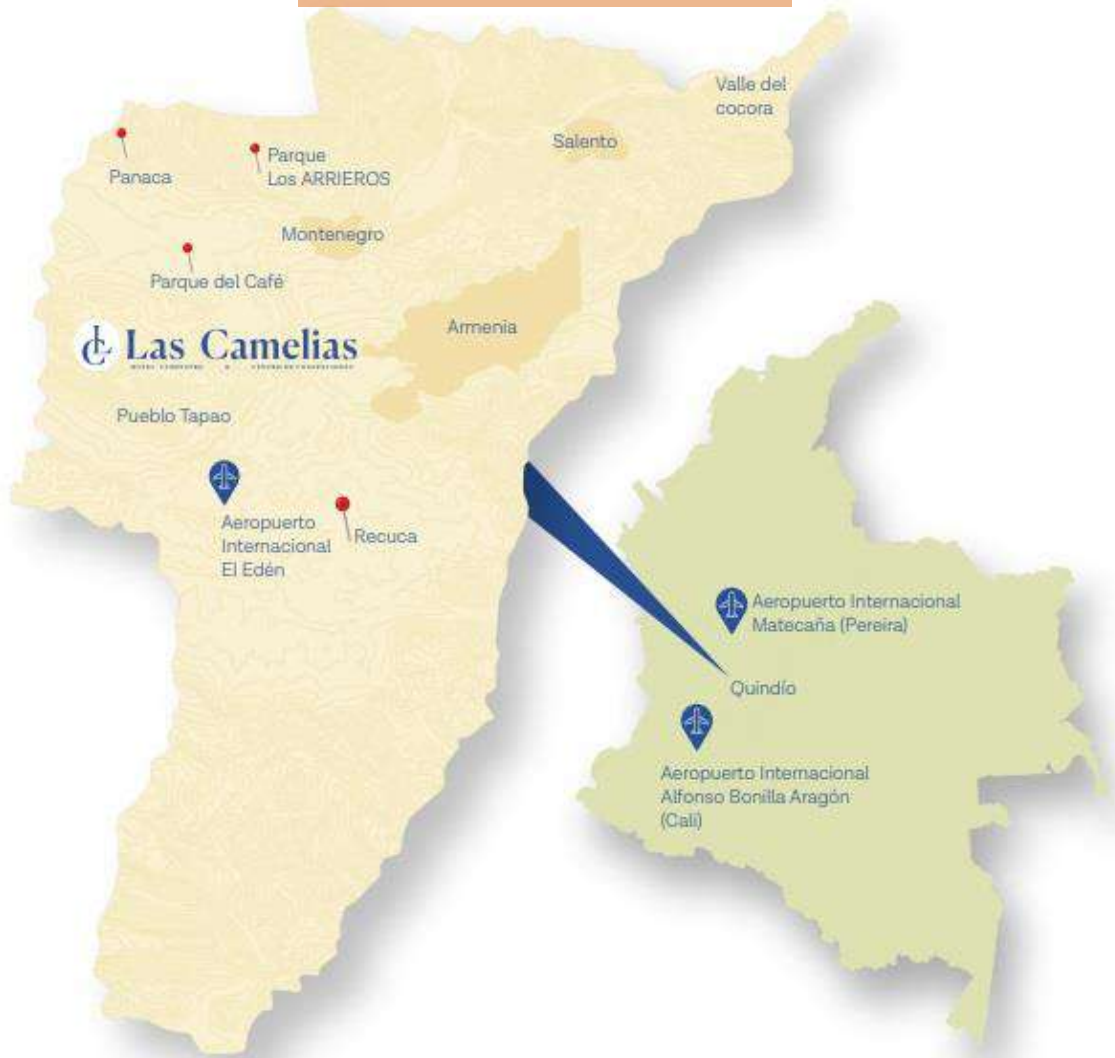 Valle del
cocora
Salento
Panaca
Parque
Los ARRIEROS
Montenegro
Parque del Café
Armenia
Las Camelias
Pueblo Tapao
Aeropuerto
Internacional
El Edén
Recuca
Aeropuerto Internacional
Matecaña (Pereira)
Quindío
Aeropuerto Internacional
Alfonso Bonilla Aragón
(Cali)